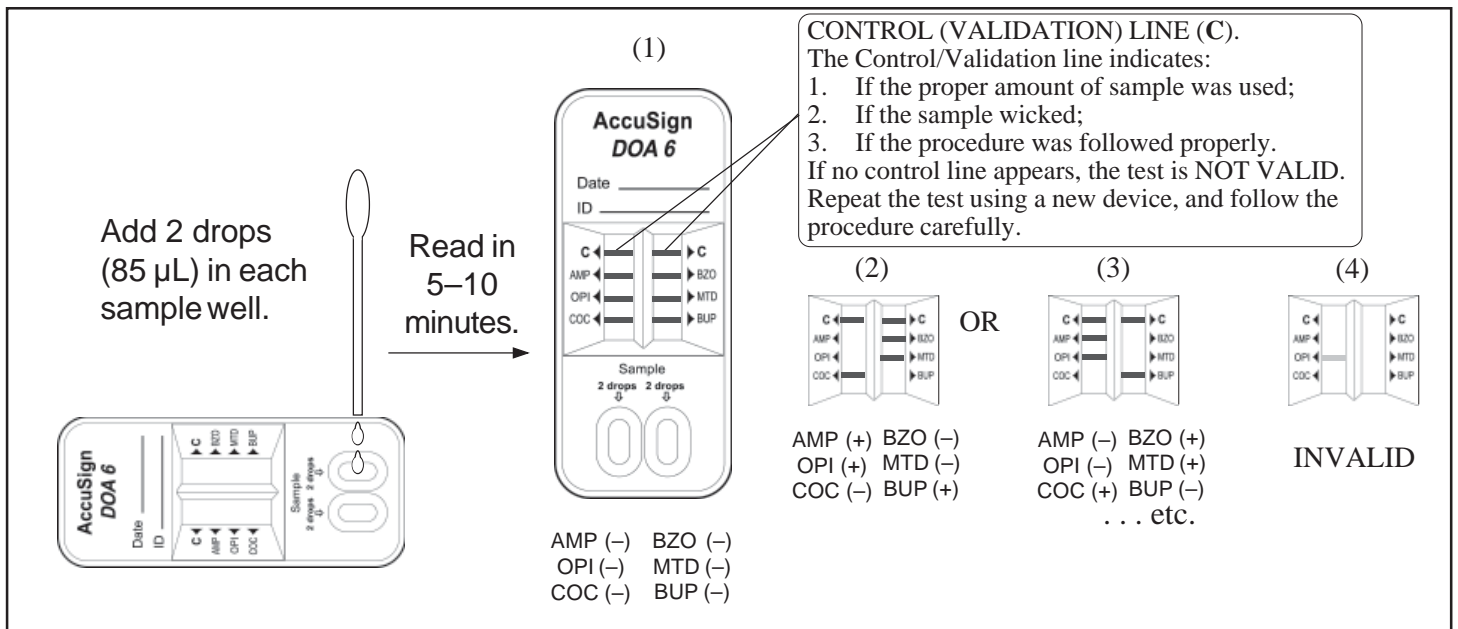 Add 2 drops
(85 µL) in each
sample well.
AccuSign
DOA 6
Date
ID
C
BZO
MTD
BUP
C
AMP
OPI
COC
Sample
2 drops
2 drops
Read in
5–10
minutes.
(1)
AccuSign
DOA 6
Date
ID
C C
AMP BZO
OPI MTD
COC BUP
Sample
2 drops 2 drops
AMP (–) BZO (–)
OPI (–) MTD (–)
COC (–) BUP (–)
CONTROL (VALIDATION) LINE (C).
The Control/Validation line indicates:
1. If the proper amount of sample was used;
2. If the sample wicked;
3. If the procedure was followed properly.
If no control line appears, the test is NOT VALID.
Repeat the test using a new device, and follow the
procedure carefully.
(2)
C C
AMP BZO
OPI MTD
COC BUP
AMP (+) BZO (–)
OPI (+) MTD (–)
COC (–) BUP (+)
OR
(3)
C C
AMP BZO
OPI MTD
COC BUP
AMP (–) BZO (+)
OPI (–) MTD (+)
COC (+) BUP (–)
. . . etc.
(4)
C C
AMP BZO
OPI MTD
COC BUP
INVALID